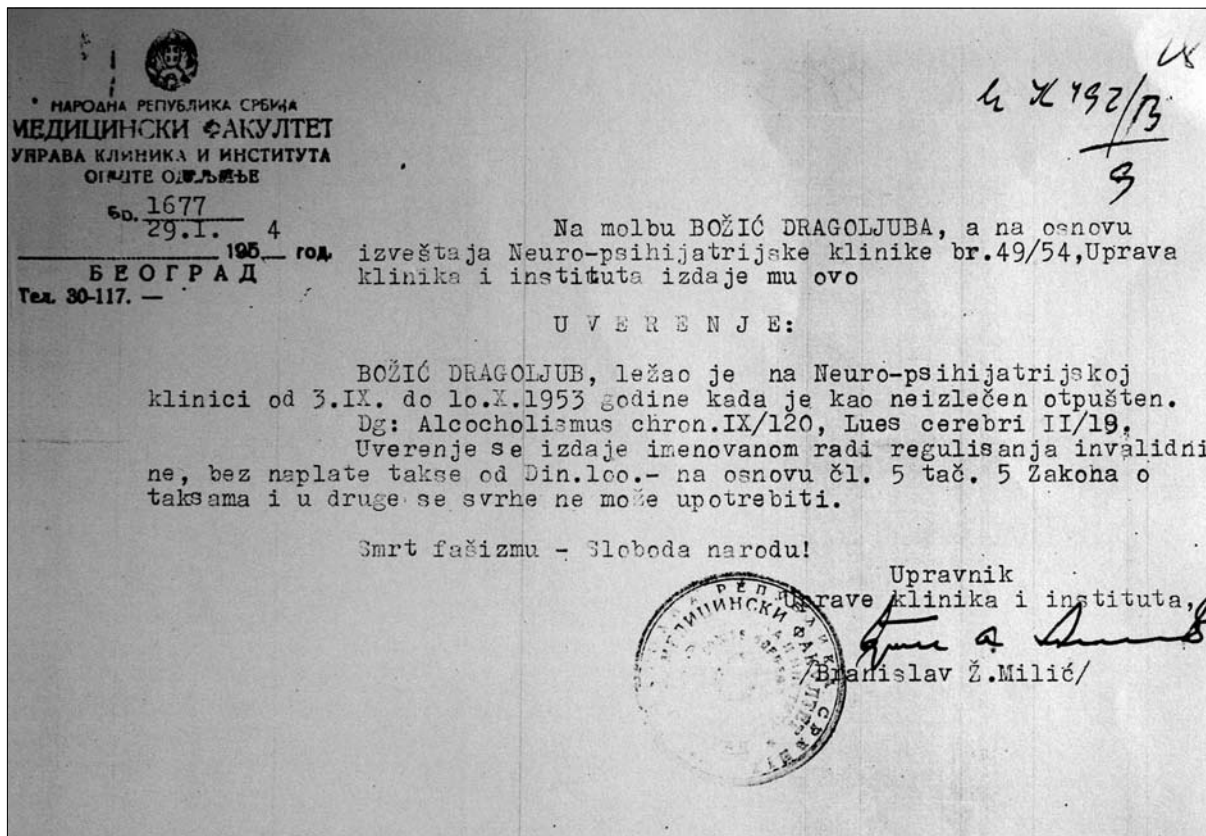 НАРОДНА РЕПУБЛИКА СРБИЈА
МЕДИЦИНСКИ ФАКУЛТЕТ
УПРАВА КЛИНИКА И ИНСТИТУТА
ОПШТЕ ОДЕЉЕЊЕ
БР. 1677
29.I. 1954 год.
БЕОГРАД
Тел. 30-117. —
Na molbu BOŽIĆ DRAGOLJUBA, a na osnovu
izveštaja Neuro-psihijatrijske klinike br.49/54,Uprava
klinika i instituta izdaje mu ovo
U V E R E N J E:
BOŽIĆ DRAGOLJUB, ležao je na Neuro-psihijatrijskoj
klinici od 3.IX. do lo.X.1953 godine kada je kao neizlečen otpušten.
Dg: Alcocholismus chron.IX/120, Lues cerebri II/19.
Uverenje se izdaje imenovanom radi regulisanja invalidni
ne, bez naplate takse od Din.loo.- na osnovu čl. 5 tač. 5 Zakona o
taksama i u druge se svrhe ne može upotrebiti.
Smrt fašizmu - Sloboda narodu!
Upravnik
Uprave klinika i instituta,
/Branislav Ž.Milić/
МЕДИЦИНСКИ ФАКУЛТЕТ